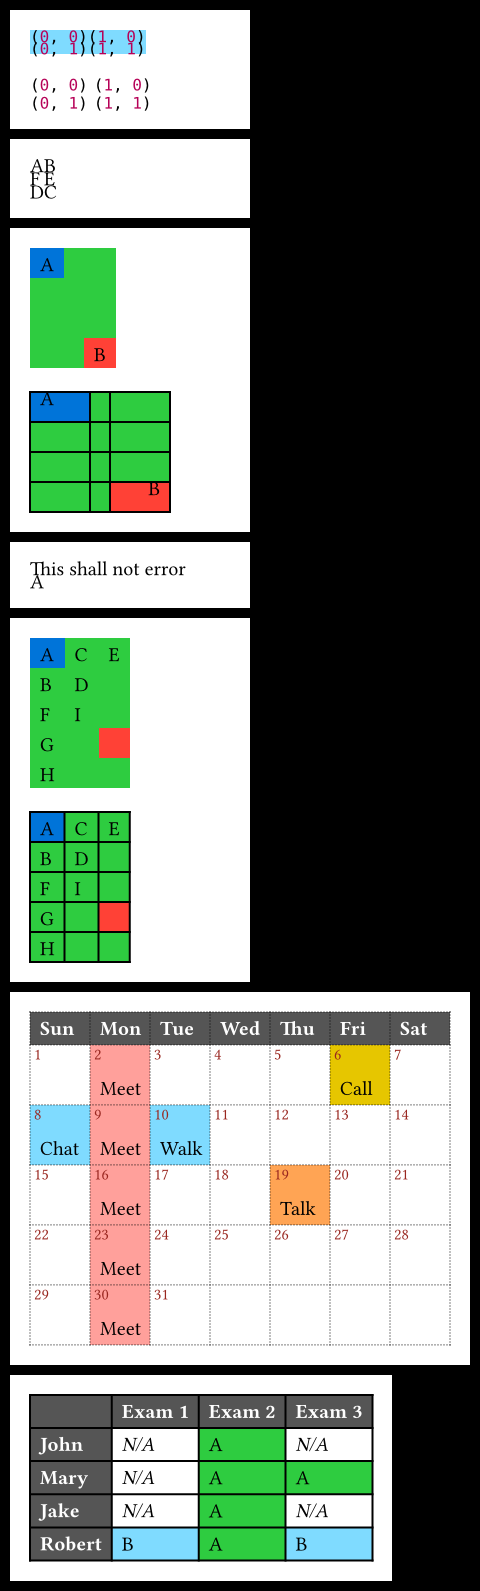 (0, 0)(1, 0)
(0, 1)(1, 1)
(0, 0) (1, 0)
(0, 1) (1, 1)
AB
F E
DC
A
B
A
B
This shall not error
A
A C E
B D
F I
G
H
A C E
B D
F I
G
H
Sun Mon Tue Wed Thu Fri Sat
1 2 3 4 5 6 7
Meet Call
8 9 10 11 12 13 14
Chat Meet Walk
15 16 17 18 19 20 21
Meet Talk
22 23 24 25 26 27 28
Meet
29 30 31
Meet
Exam 1 Exam 2 Exam 3
John N/A A N/A
Mary N/A A A
Jake N/A A N/A
Robert B A B